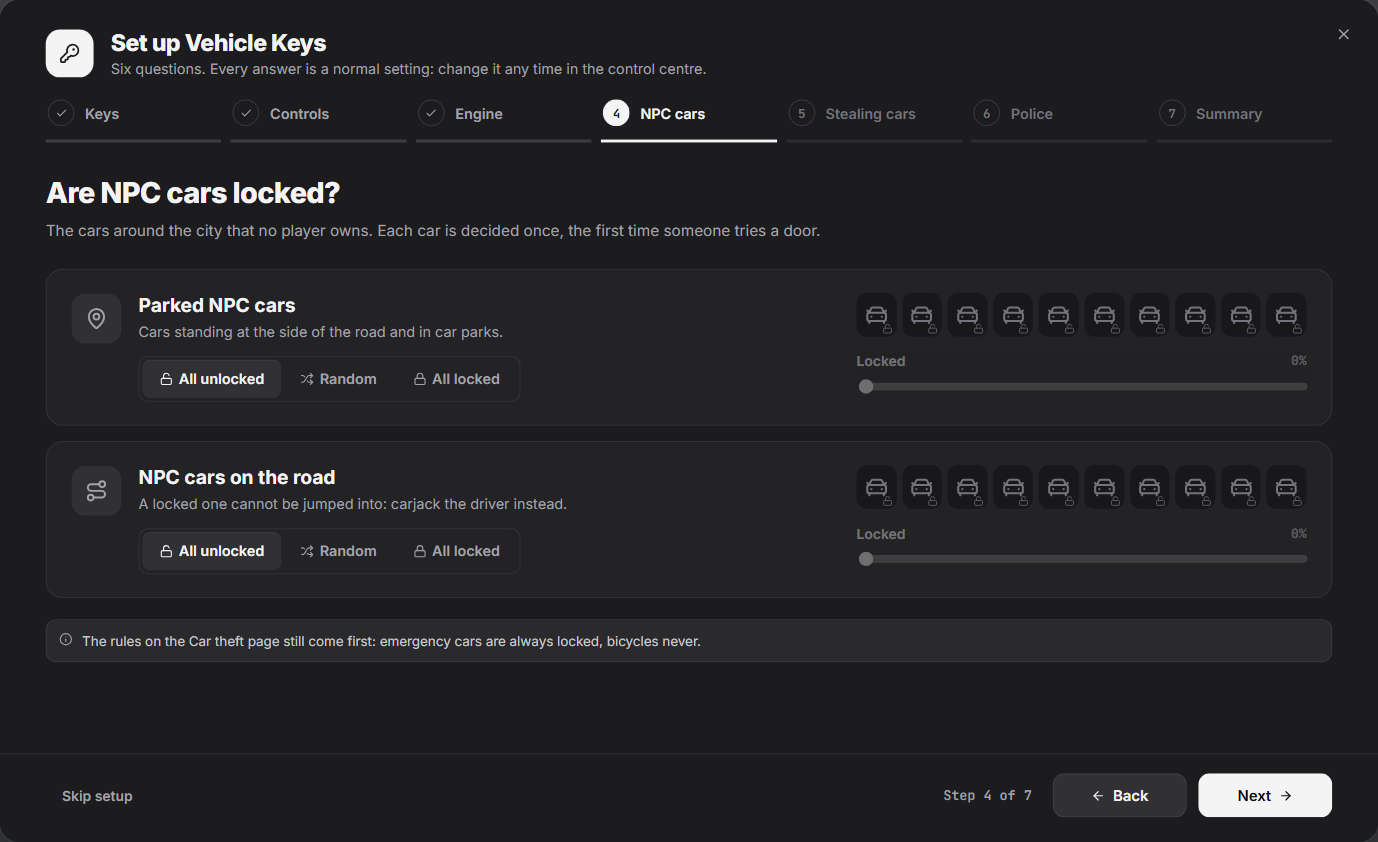 Set up Vehicle Keys
Six questions. Every answer is a normal setting: change it any time in the control centre.
Keys
Controls
Engine
4 NPC cars
5 Stealing cars
6 Police
7 Summary
Are NPC cars locked?
The cars around the city that no player owns. Each car is decided once, the first time someone tries a door.
Parked NPC cars
Cars standing at the side of the road and in car parks.
All unlocked Random All locked
Locked 0%
NPC cars on the road
A locked one cannot be jumped into: carjack the driver instead.
All unlocked Random All locked
Locked 0%
The rules on the Car theft page still come first: emergency cars are always locked, bicycles never.
Skip setup
Step 4 of 7
Back
Next